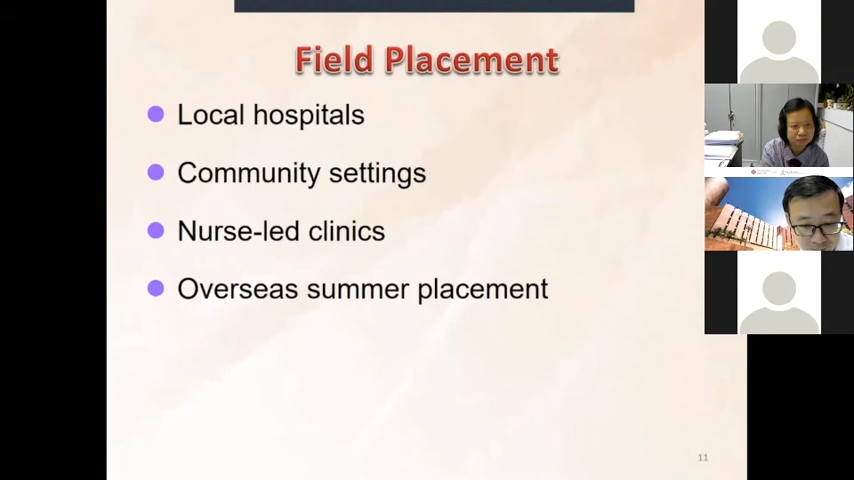 Field Placement
Local hospitals
Community settings
Nurse-led clinics
Overseas summer placement
11